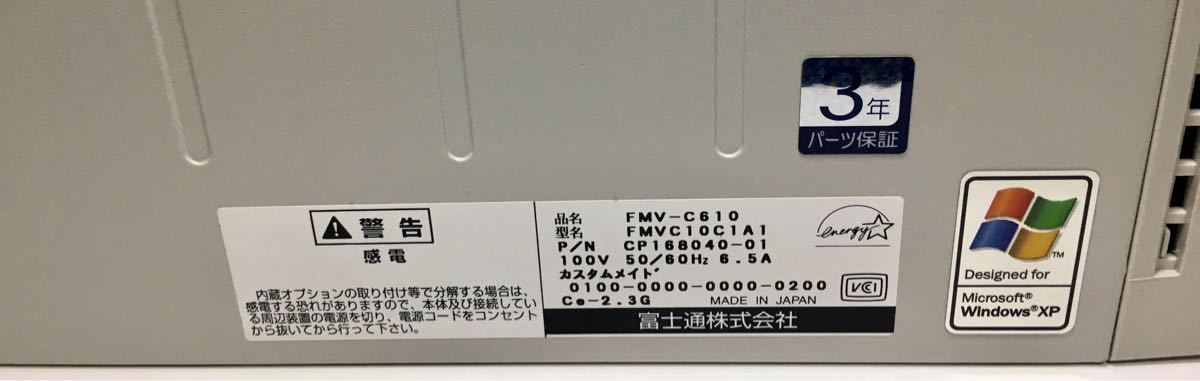 3年
パーツ保証
警告
感電
内蔵オプションの取り付け等で分解する場合は、
感電する恐れがありますので、本体及び接続してい
る周辺装置の電源を切り、電源コードをコンセント
から抜いてから行って下さい。
品名 FMV-C610
型名 FMVC10C1A1
P/N CP168040-01
100V 50/60Hz 6.5A
カスタムメイド
0100-0000-0000-0200
Ce-2.3G MADE IN JAPAN
富士通株式会社
energy
VCI
TM
Designed for
Microsoft®
Windows®XP